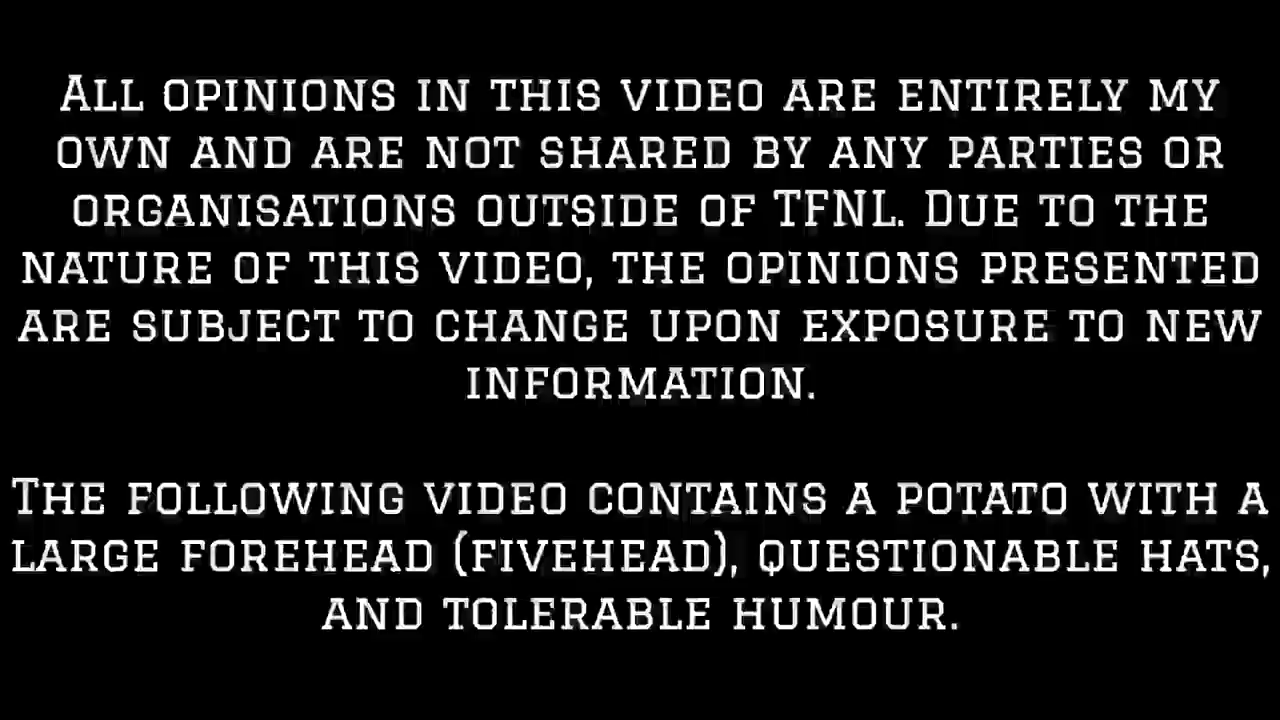 All opinions in this video are entirely my
own and are not shared by any parties or
organisations outside of TFNL. Due to the
nature of this video, the opinions presented
are subject to change upon exposure to new
information.
The following video contains a potato with a
large forehead (fivehead), questionable hats,
and tolerable humour.